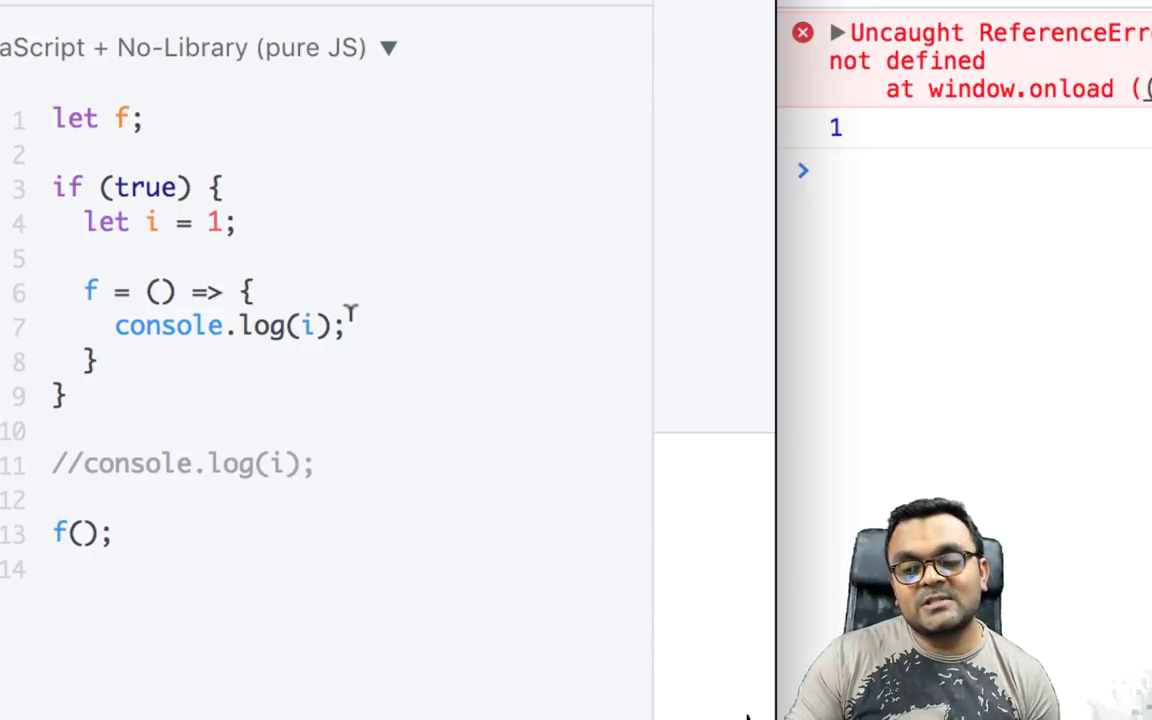 aScript + No-Library (pure JS) ▼
1 let f;
2
3 if (true) {
4   let i = 1;
5
6   f = () => {
7     console.log(i);
8   }
9 }
10
11 //console.log(i);
12
13 f();
14
▶Uncaught ReferenceErr
not defined
at window.onload (
1
>